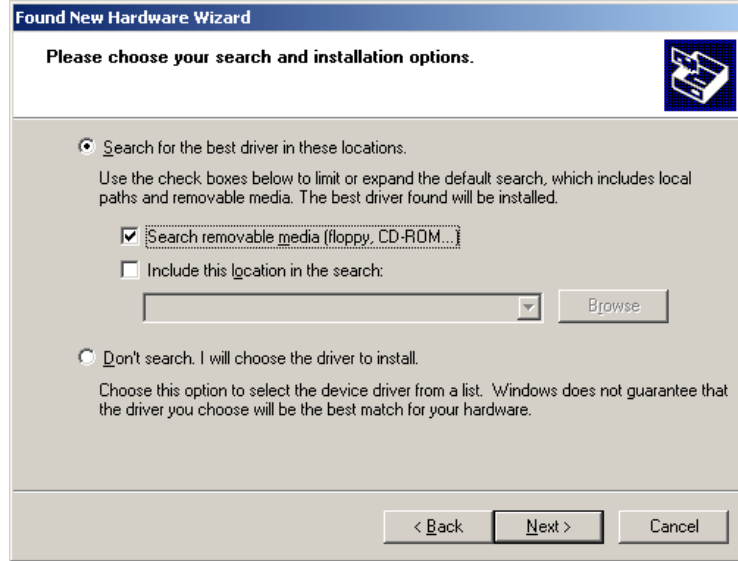 Found New Hardware Wizard
Please choose your search and installation options.
Search for the best driver in these locations.
Use the check boxes below to limit or expand the default search, which includes local
paths and removable media. The best driver found will be installed.
Search removable media (floppy, CD-ROM...)
Include this location in the search:
Browse
Don't search. I will choose the driver to install.
Choose this option to select the device driver from a list.  Windows does not guarantee that
the driver you choose will be the best match for your hardware.
< Back
Next >
Cancel